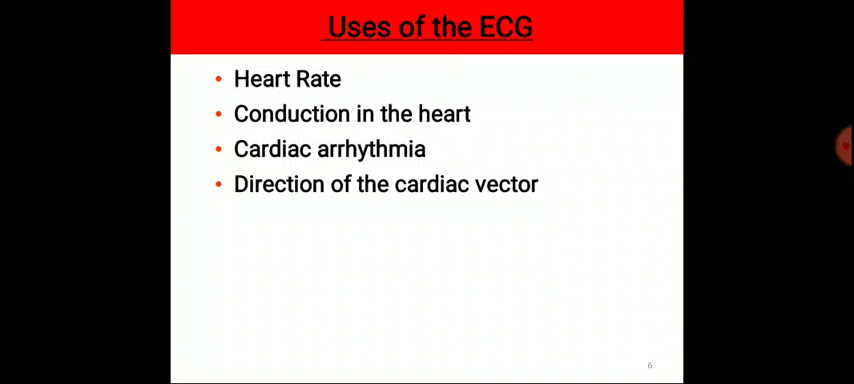 Uses of the ECG
• Heart Rate
• Conduction in the heart
• Cardiac arrhythmia
• Direction of the cardiac vector
6